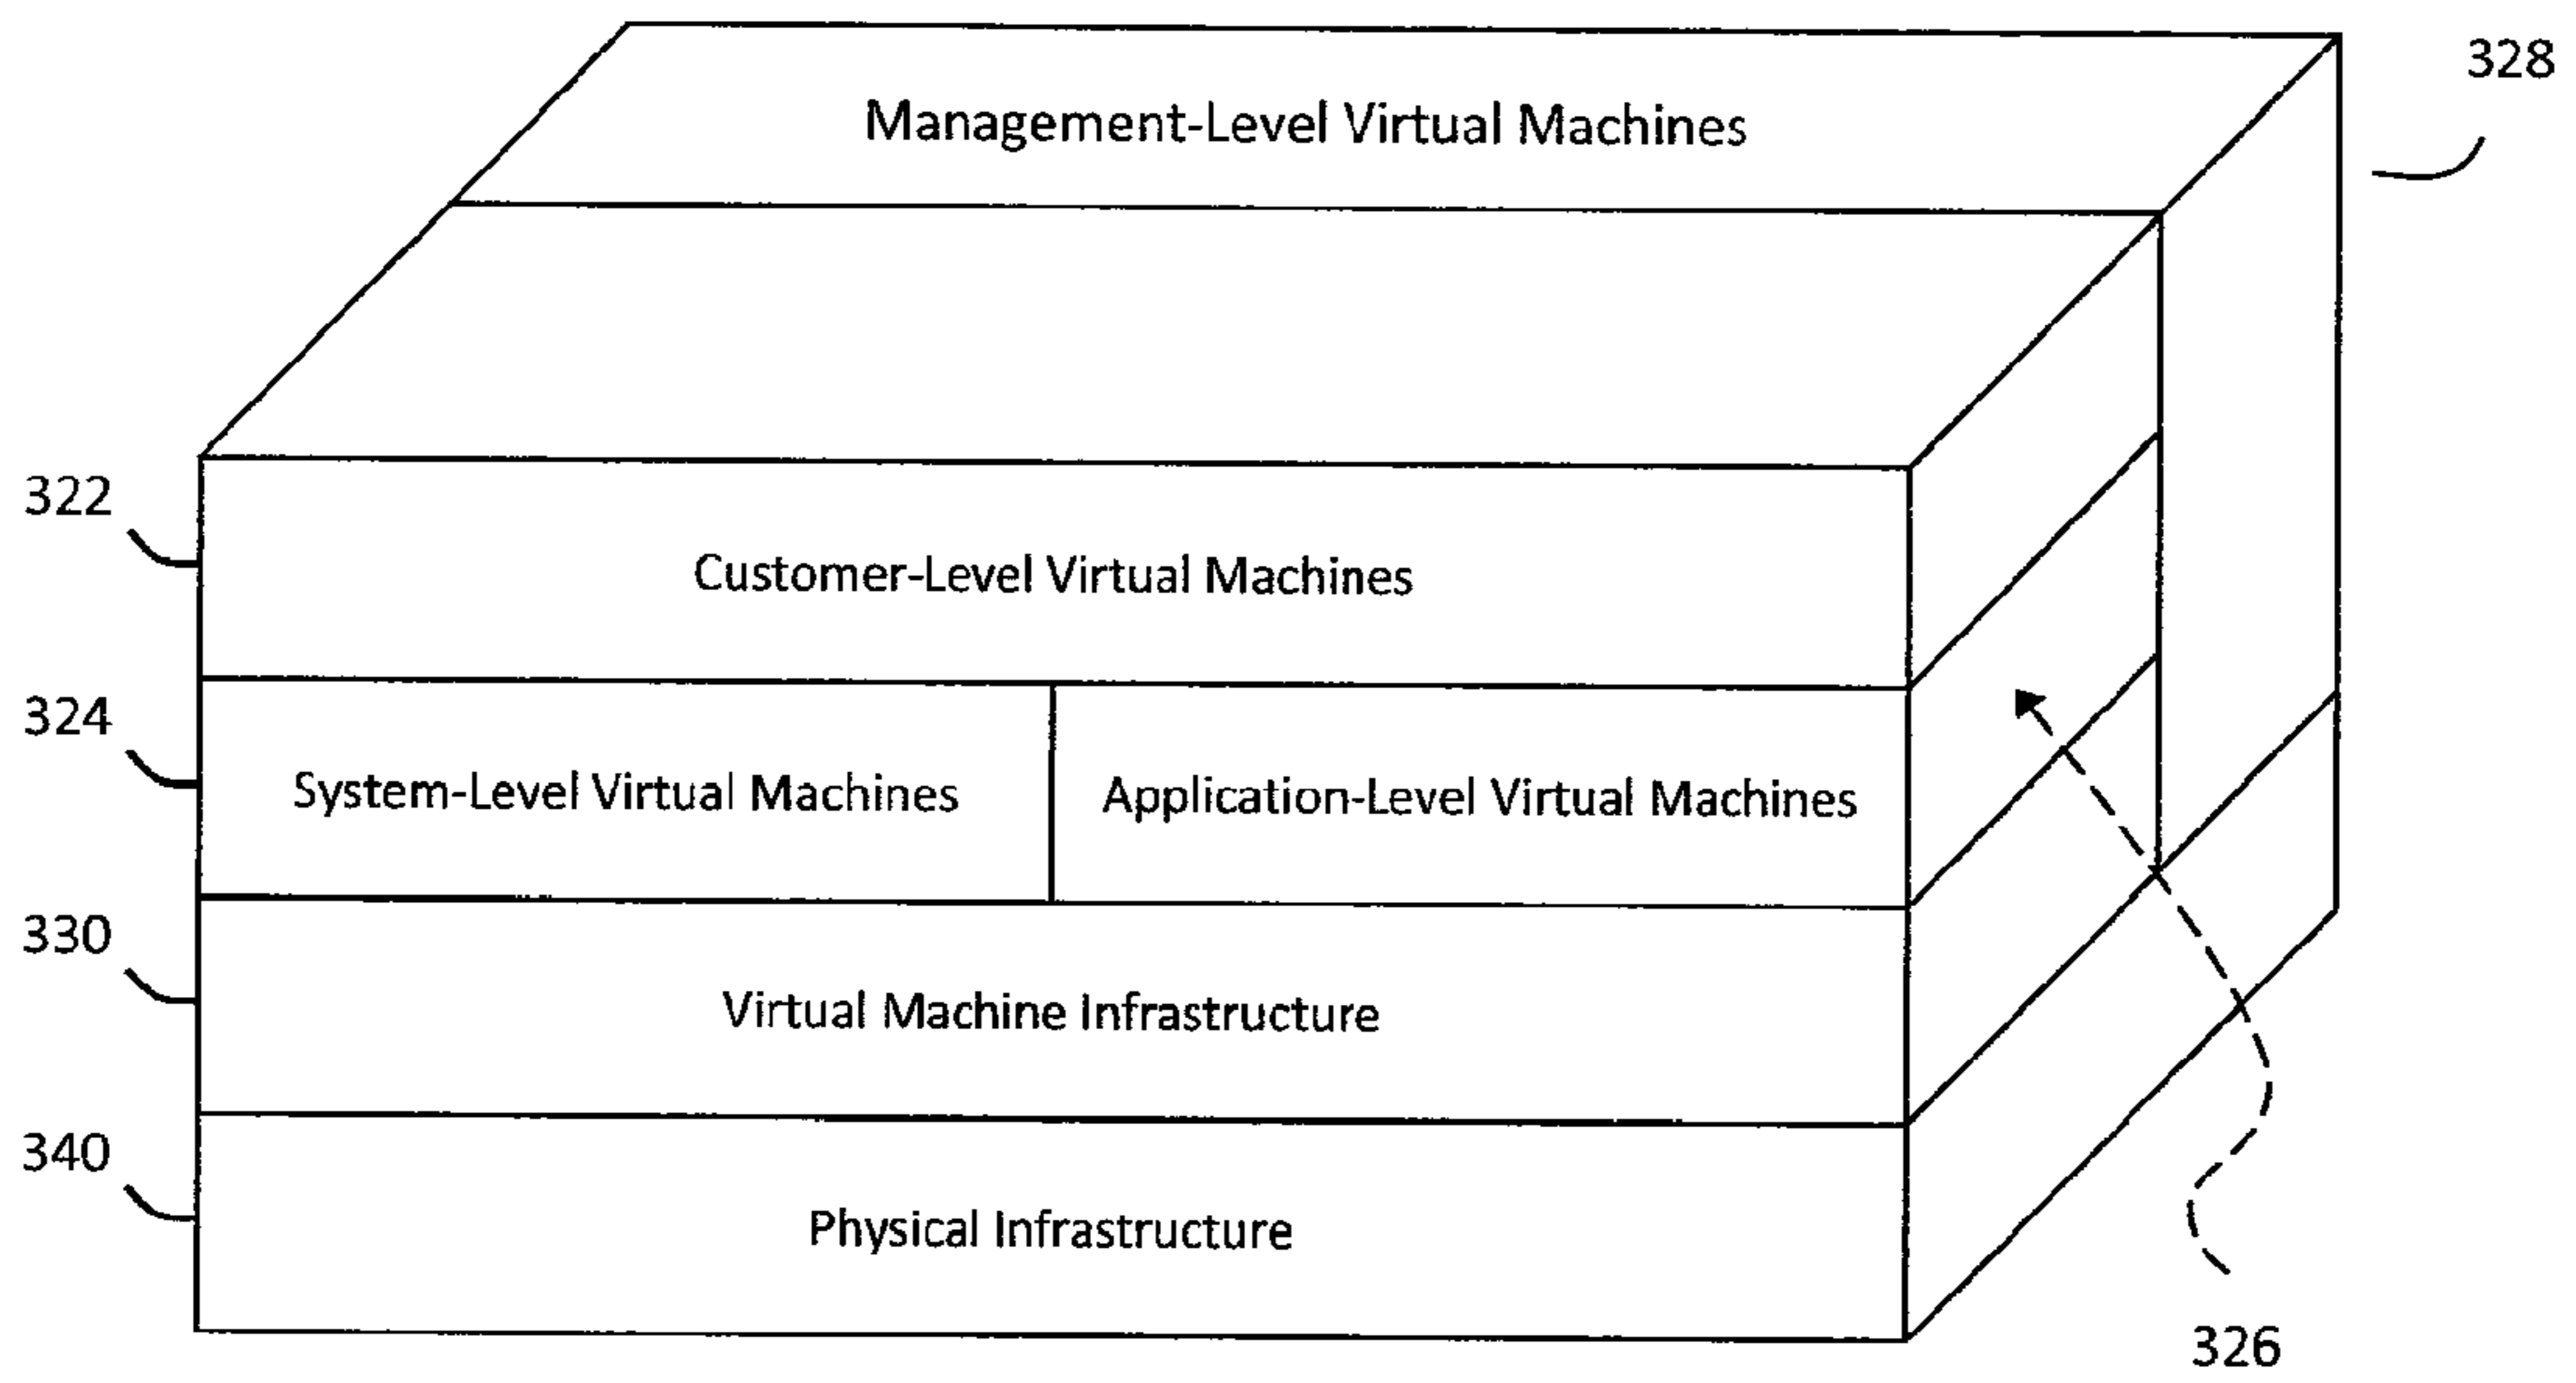 328
Management-Level Virtual Machines
322
Customer-Level Virtual Machines
324
System-Level Virtual Machines
Application-Level Virtual Machines
330
Virtual Machine Infrastructure
340
Physical Infrastructure
326